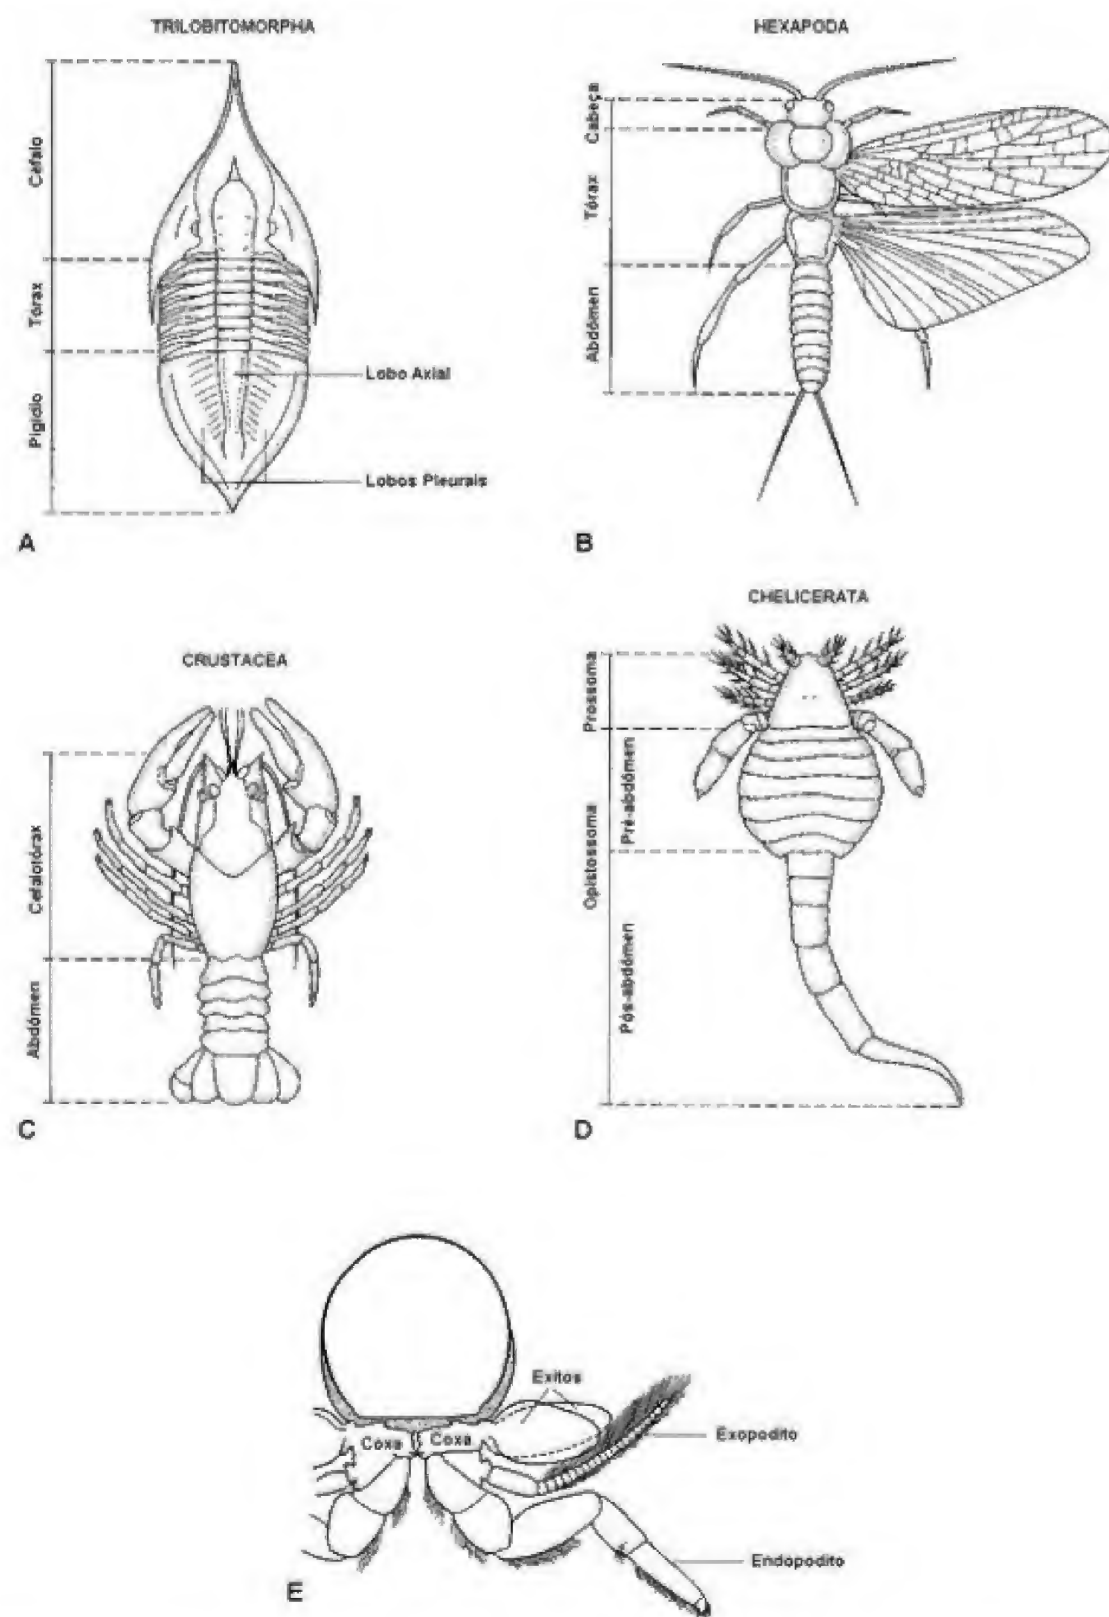 TRILOBITOMORPHA
Céfalo
Tórax
Pigídio
Lobo Axial
Lobos Pleurais
A
HEXAPODA
Cabeça
Tórax
Abdômen
B
CRUSTACEA
Cefalotórax
Abdômen
C
CHELICERATA
Prossoma
Opistossoma
Pré-abdômen
Pós-abdômen
D
Exitos
Coxa Coxa
Exopodito
Endopodito
E